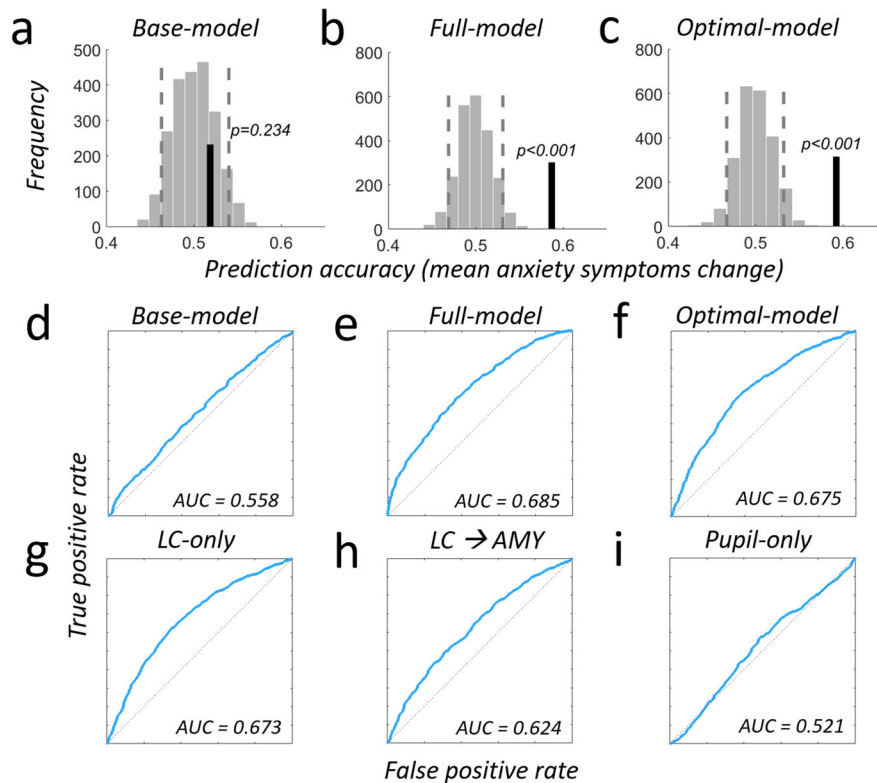 a Base-model
b Full-model
c Optimal-model
Frequency
500
400
300
200
100
0
p=0.234
0.4 0.5 0.6
800
600
400
200
0
p<0.001
0.4 0.5 0.6
800
600
400
200
0
p<0.001
0.4 0.5 0.6
Prediction accuracy (mean anxiety symptoms change)
d Base-model
e Full-model
f Optimal-model
AUC = 0.558
AUC = 0.685
AUC = 0.675
True positive rate
g LC-only
h LC → AMY
i Pupil-only
AUC = 0.673
AUC = 0.624
AUC = 0.521
False positive rate